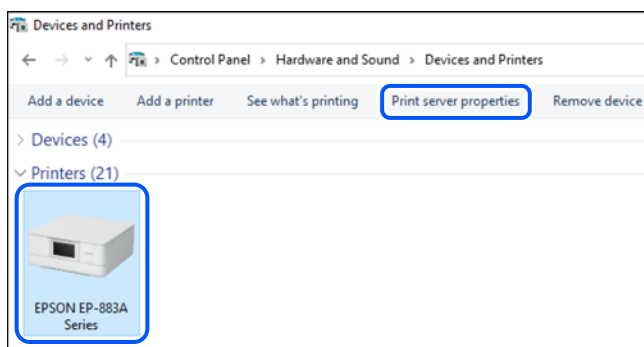 Devices and Printers
Control Panel > Hardware and Sound > Devices and Printers
Add a device Add a printer See what's printing Print server properties Remove device
Devices (4)
Printers (21)
EPSON EP-883A
Series